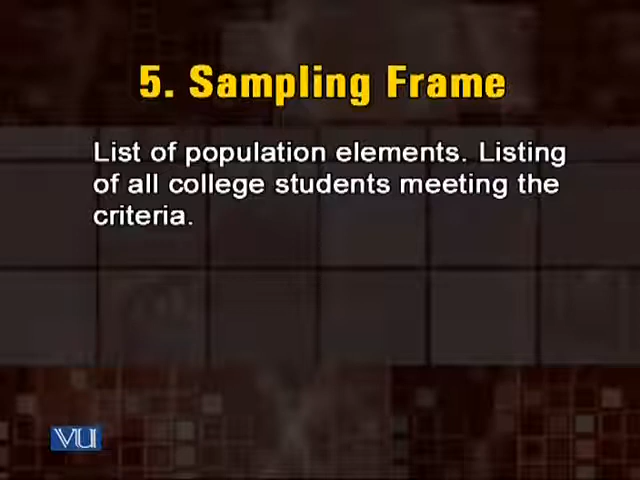 5. Sampling Frame
List of population elements. Listing
of all college students meeting the
criteria.
VU